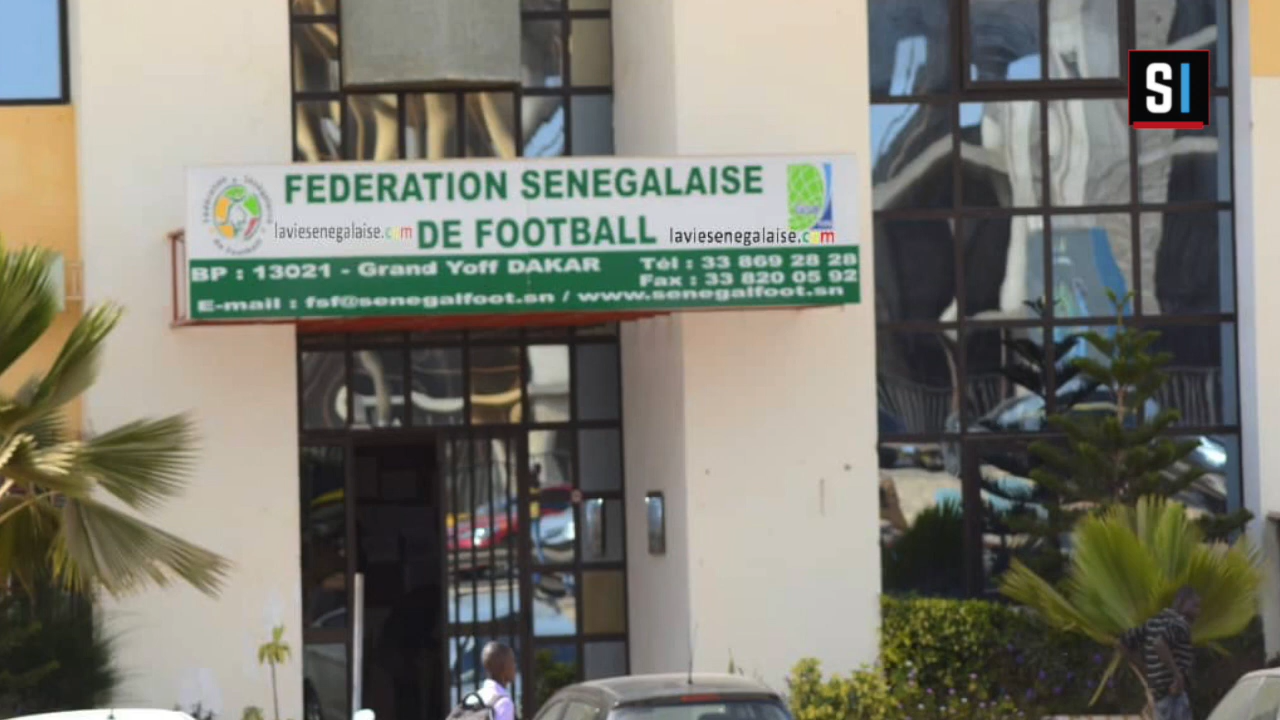 SI
FEDERATION SENEGALAISE
DE FOOTBALL
laviesenegalaise.com
laviesenegalaise.com
BP : 13021 - Grand Yoff DAKAR
Tél : 33 869 28 28
Fax : 33 820 05 92
E-mail : fsf@senegalfoot.sn / www.senegalfoot.sn